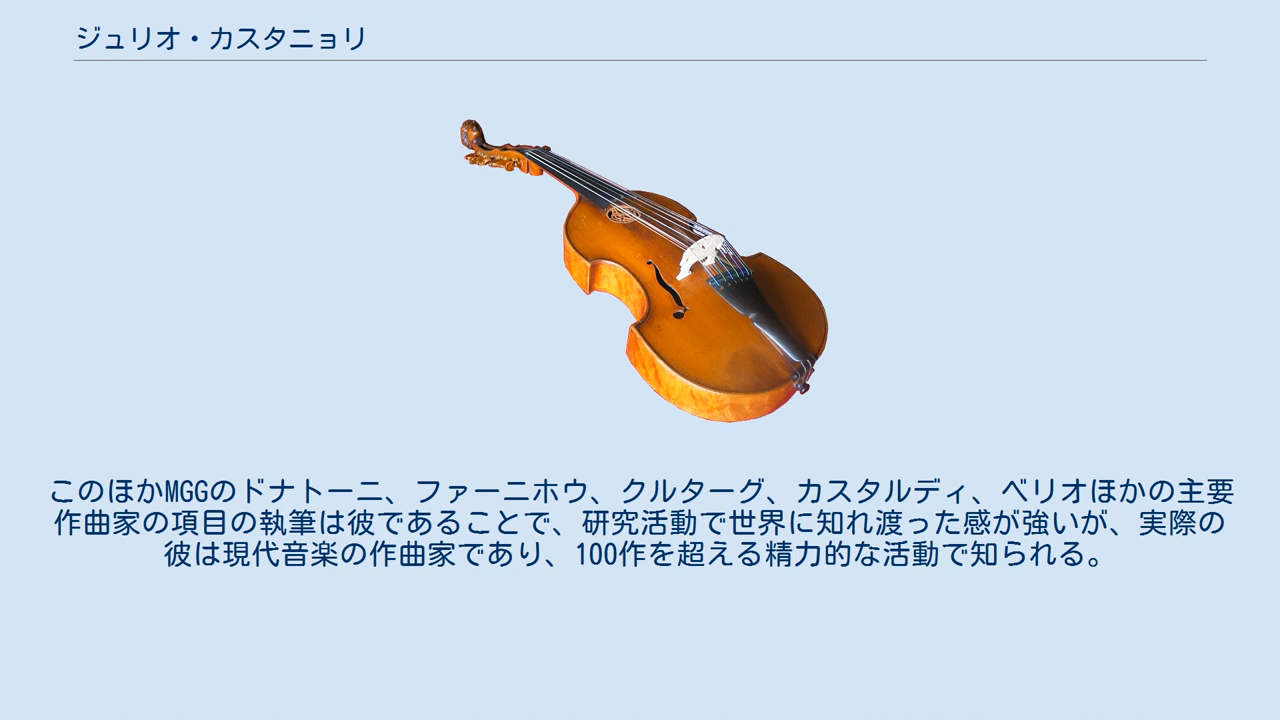 ジュリオ・カスタニョリ
このほかMGGのドナトーニ、ファーニホウ、クルターグ、カスタルディ、ベリオほかの主要
作曲家の項目の執筆は彼であることで、研究活動で世界に知れ渡った感が強いが、実際の
彼は現代音楽の作曲家であり、100作を超える精力的な活動で知られる。